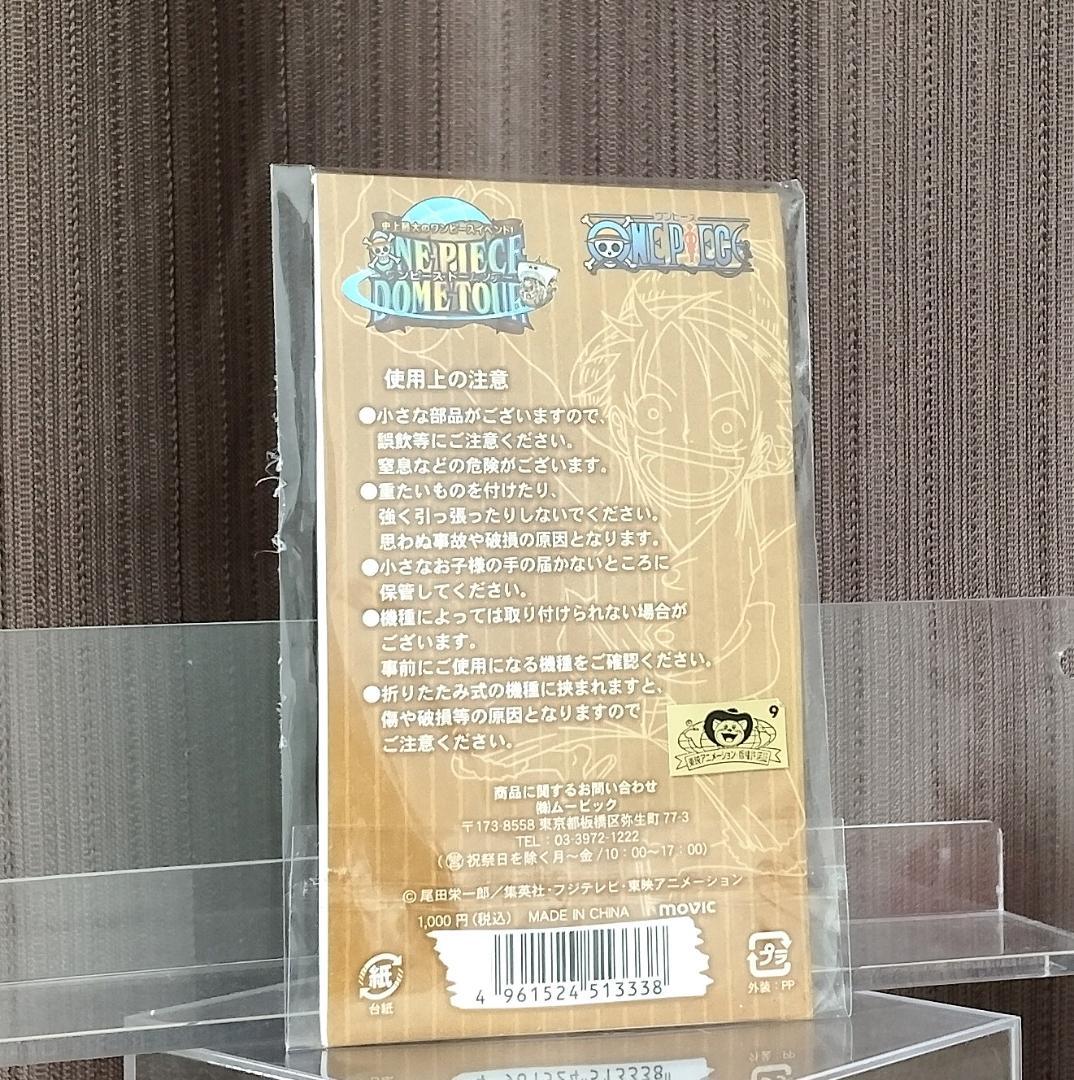 史上最大のワンピースイベント!
ONE PIECE
ワンピース・ドームツアー
DOME TOUR
ワンピース
ONE PIECE
使用上の注意
●小さな部品がございますので、
誤飲等にご注意ください。
窒息などの危険がございます。
●重たいものを付けたり、
強く引っ張ったりしないでください。
思わぬ事故や破損の原因となります。
●小さなお子様の手の届かないところに
保管してください。
●機種によっては取り付けられない場合が
ございます。
事前にご使用になる機種をご確認ください。
●折りたたみ式の機種に挟まれますと、
傷や破損等の原因となりますので
ご注意ください。
9
東映アニメーション
商品に関するお問い合わせ
㈱ムービック
〒173-8558 東京都板橋区弥生町 77-3
TEL:03-3972-1222
(㊡祝祭日を除く月~金/10:00~17:00)
© 尾田栄一郎/集英社・フジテレビ・東映アニメーション
1,000 円(税込) MADE IN CHINA movic
4 961524 513338
紙
台紙
プラ
外装:PP